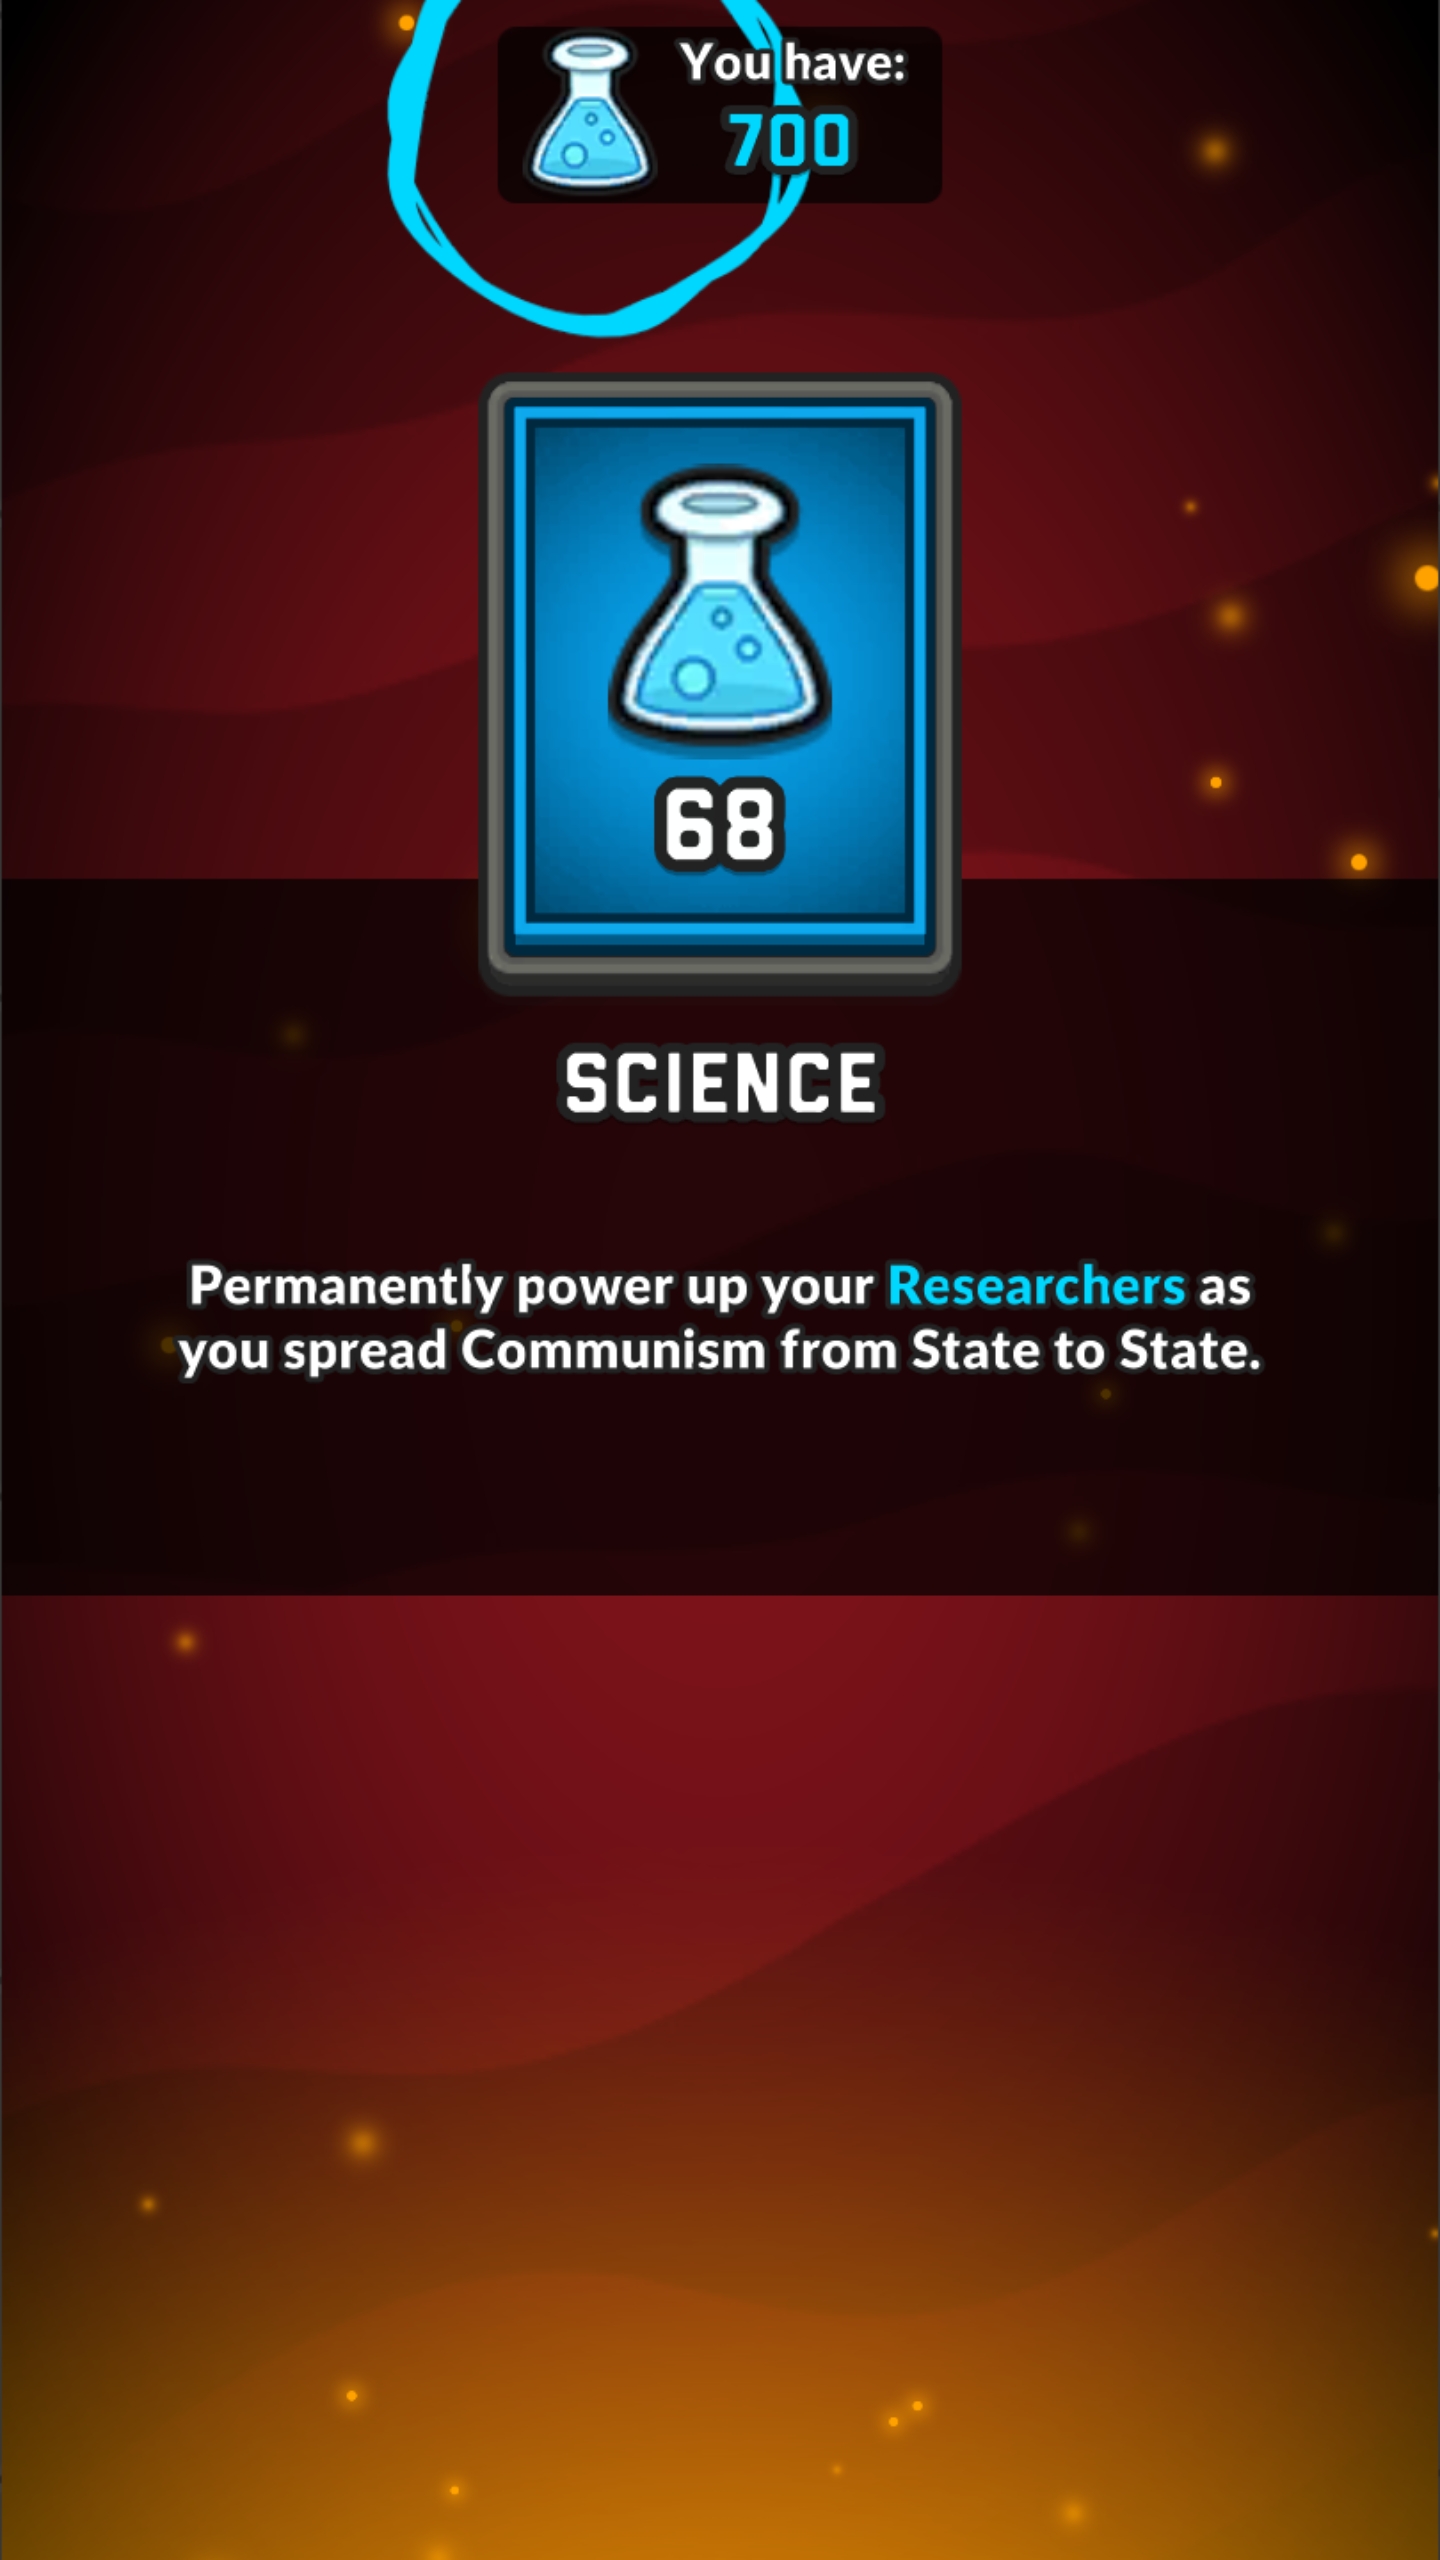 You have:
700
68
SCIENCE
Permanently power up your Researchers as
you spread Communism from State to State.